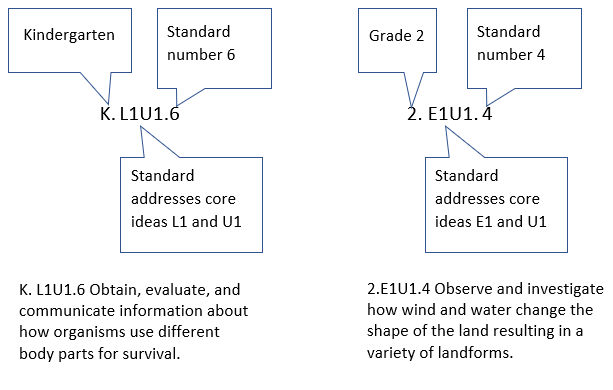 Kindergarten
Standard
number 6
K. L1U1.6
Standard
addresses core
ideas L1 and U1
K. L1U1.6 Obtain, evaluate, and
communicate information about
how organisms use different
body parts for survival.
Grade 2
Standard
number 4
2. E1U1. 4
Standard
addresses core
ideas E1 and U1
2.E1U1.4 Observe and investigate
how wind and water change the
shape of the land resulting in a
variety of landforms.